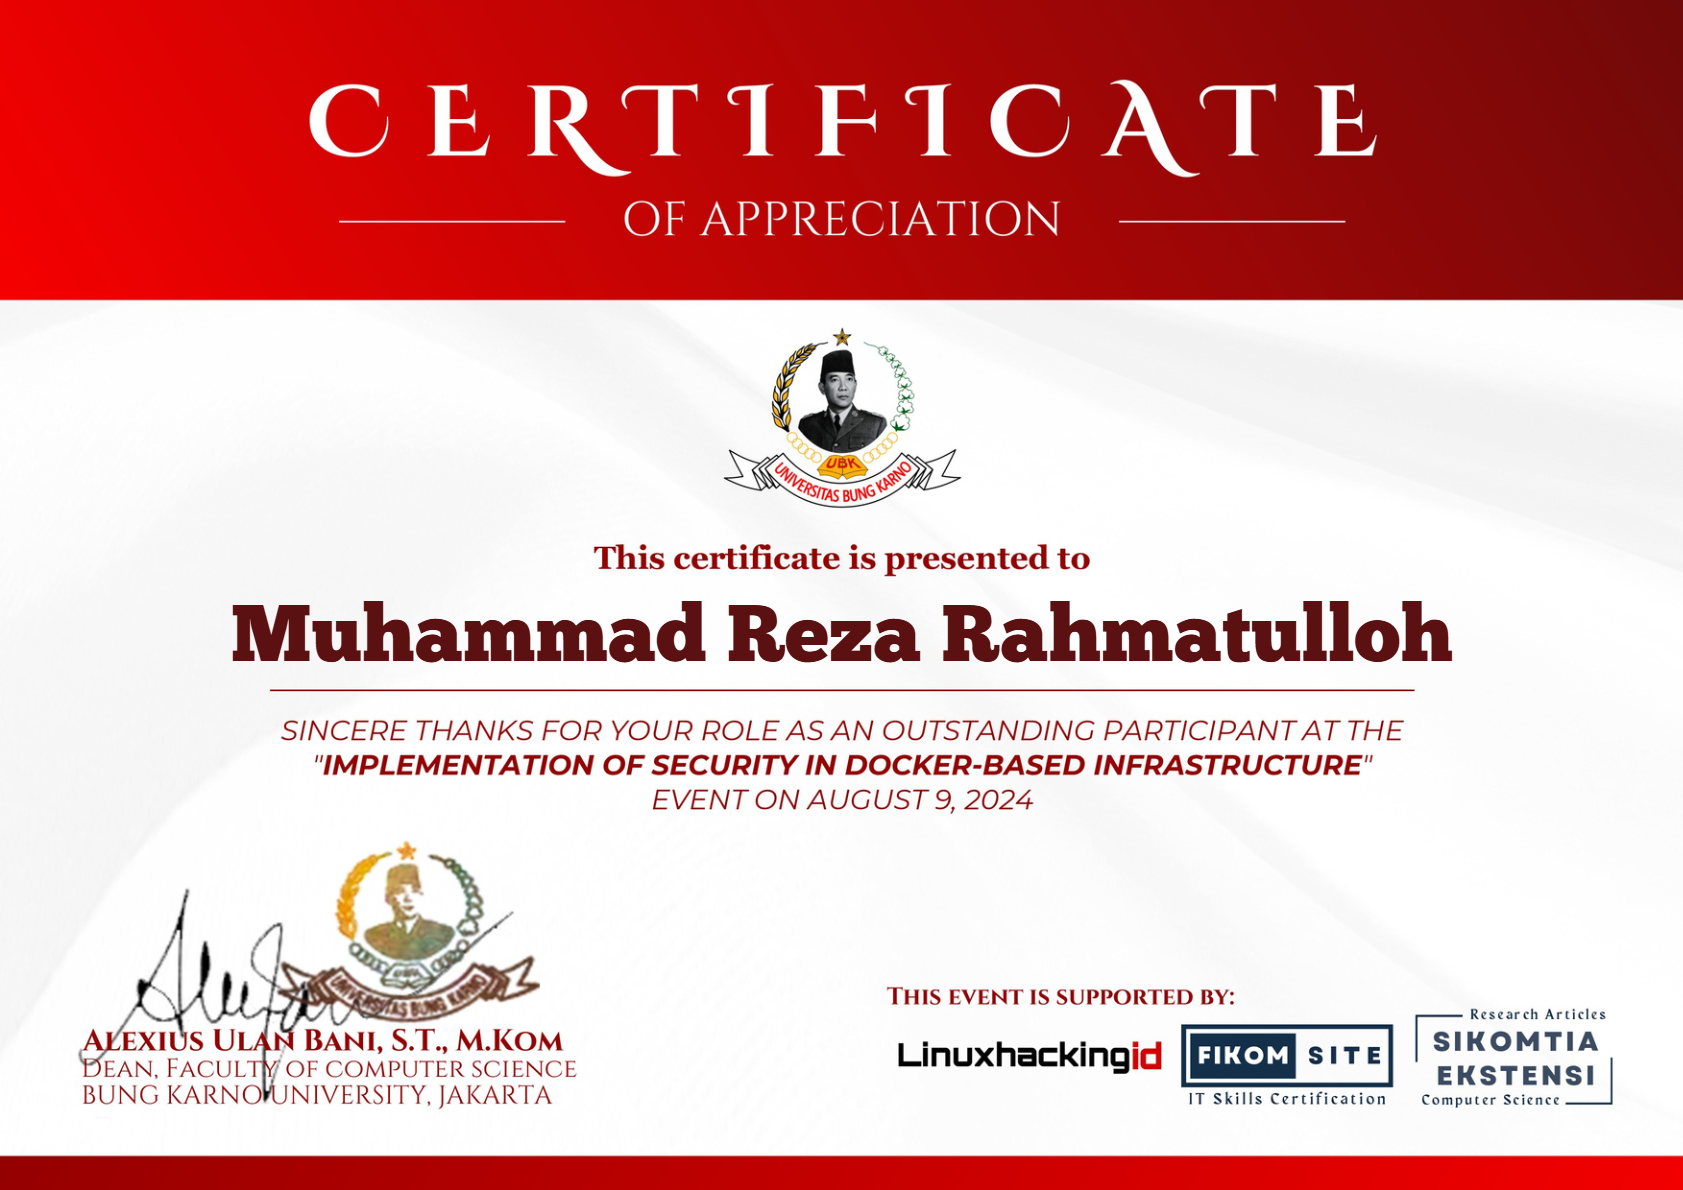 CERTIFICATE
OF APPRECIATION
UBK
UNIVERSITAS BUNG KARNO
This certificate is presented to
Muhammad Reza Rahmatulloh
SINCERE THANKS FOR YOUR ROLE AS AN OUTSTANDING PARTICIPANT AT THE
"IMPLEMENTATION OF SECURITY IN DOCKER-BASED INFRASTRUCTURE"
EVENT ON AUGUST 9, 2024
UNIVERSITAS BUNG KARNO
ALEXIUS ULAN BANI, S.T., M.KOM
DEAN, FACULTY OF COMPUTER SCIENCE
BUNG KARNO UNIVERSITY, JAKARTA
THIS EVENT IS SUPPORTED BY:
Linuxhackingid
FIKOM SITE
IT Skills Certification
Research Articles
SIKOMTIA
EKSTENSI
Computer Science